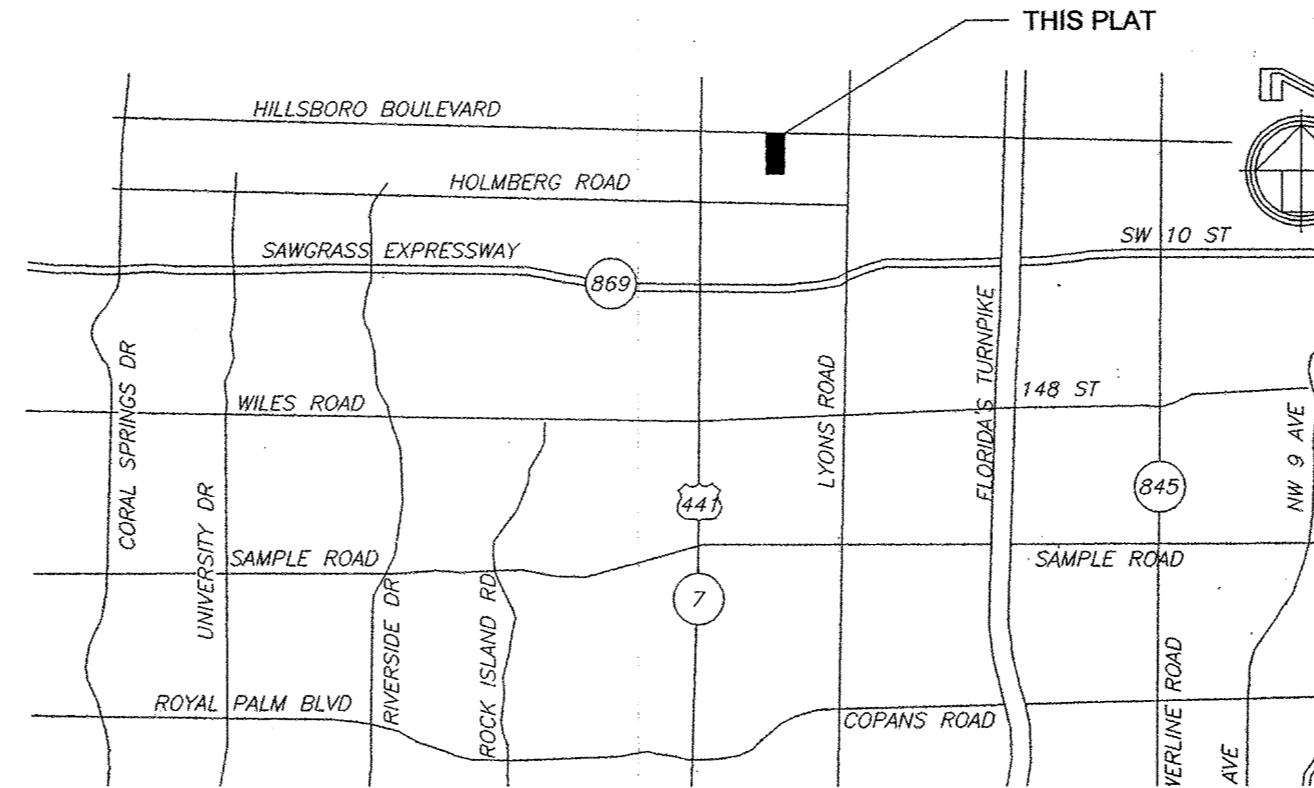 THIS PLAT
HILLSBORO BOULEVARD
HOLMBERG ROAD
SAWGRASS EXPRESSWAY
SW 10 ST
869
CORAL SPRINGS DR
LYONS ROAD
FLORIDA'S TURNPIKE
WILES ROAD
148 ST
NW 9 AVE
UNIVERSITY DR
441
845
SAMPLE ROAD
SAMPLE ROAD
7
RIVERSIDE DR
ROCK ISLAND RD
ROYAL PALM BLVD
COPANS ROAD
VERLINE ROAD
AVE